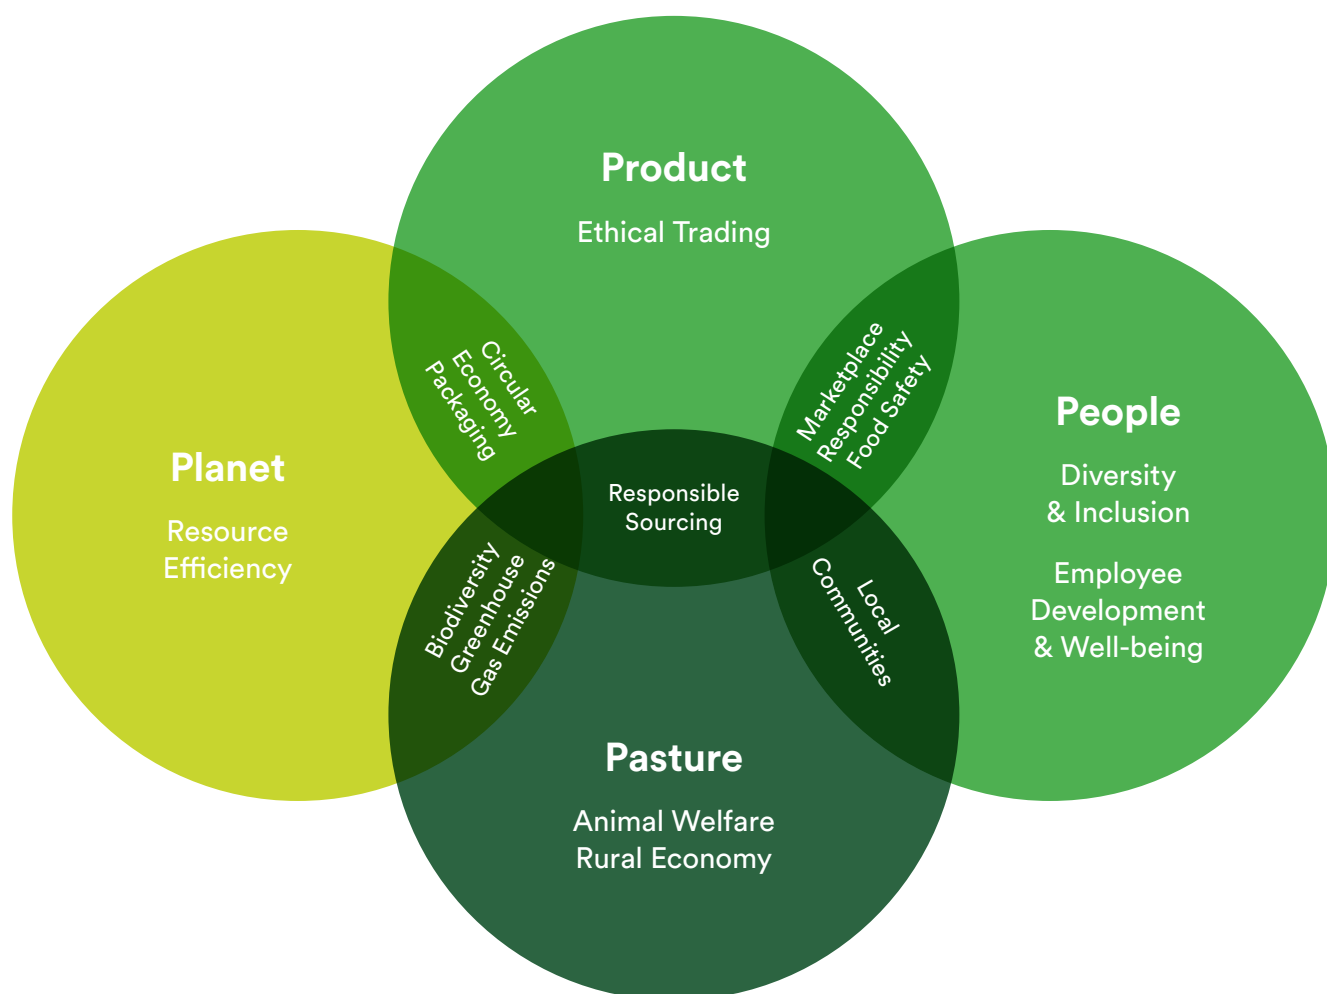 Product
Ethical Trading
Planet
Resource
Efficiency
Circular
Economy
Packaging
Marketplace
Responsibility
Food Safety
People
Diversity
& Inclusion
Employee
Development
& Well-being
Responsible
Sourcing
Biodiversity
Greenhouse
Gas Emissions
Local
Communities
Pasture
Animal Welfare
Rural Economy